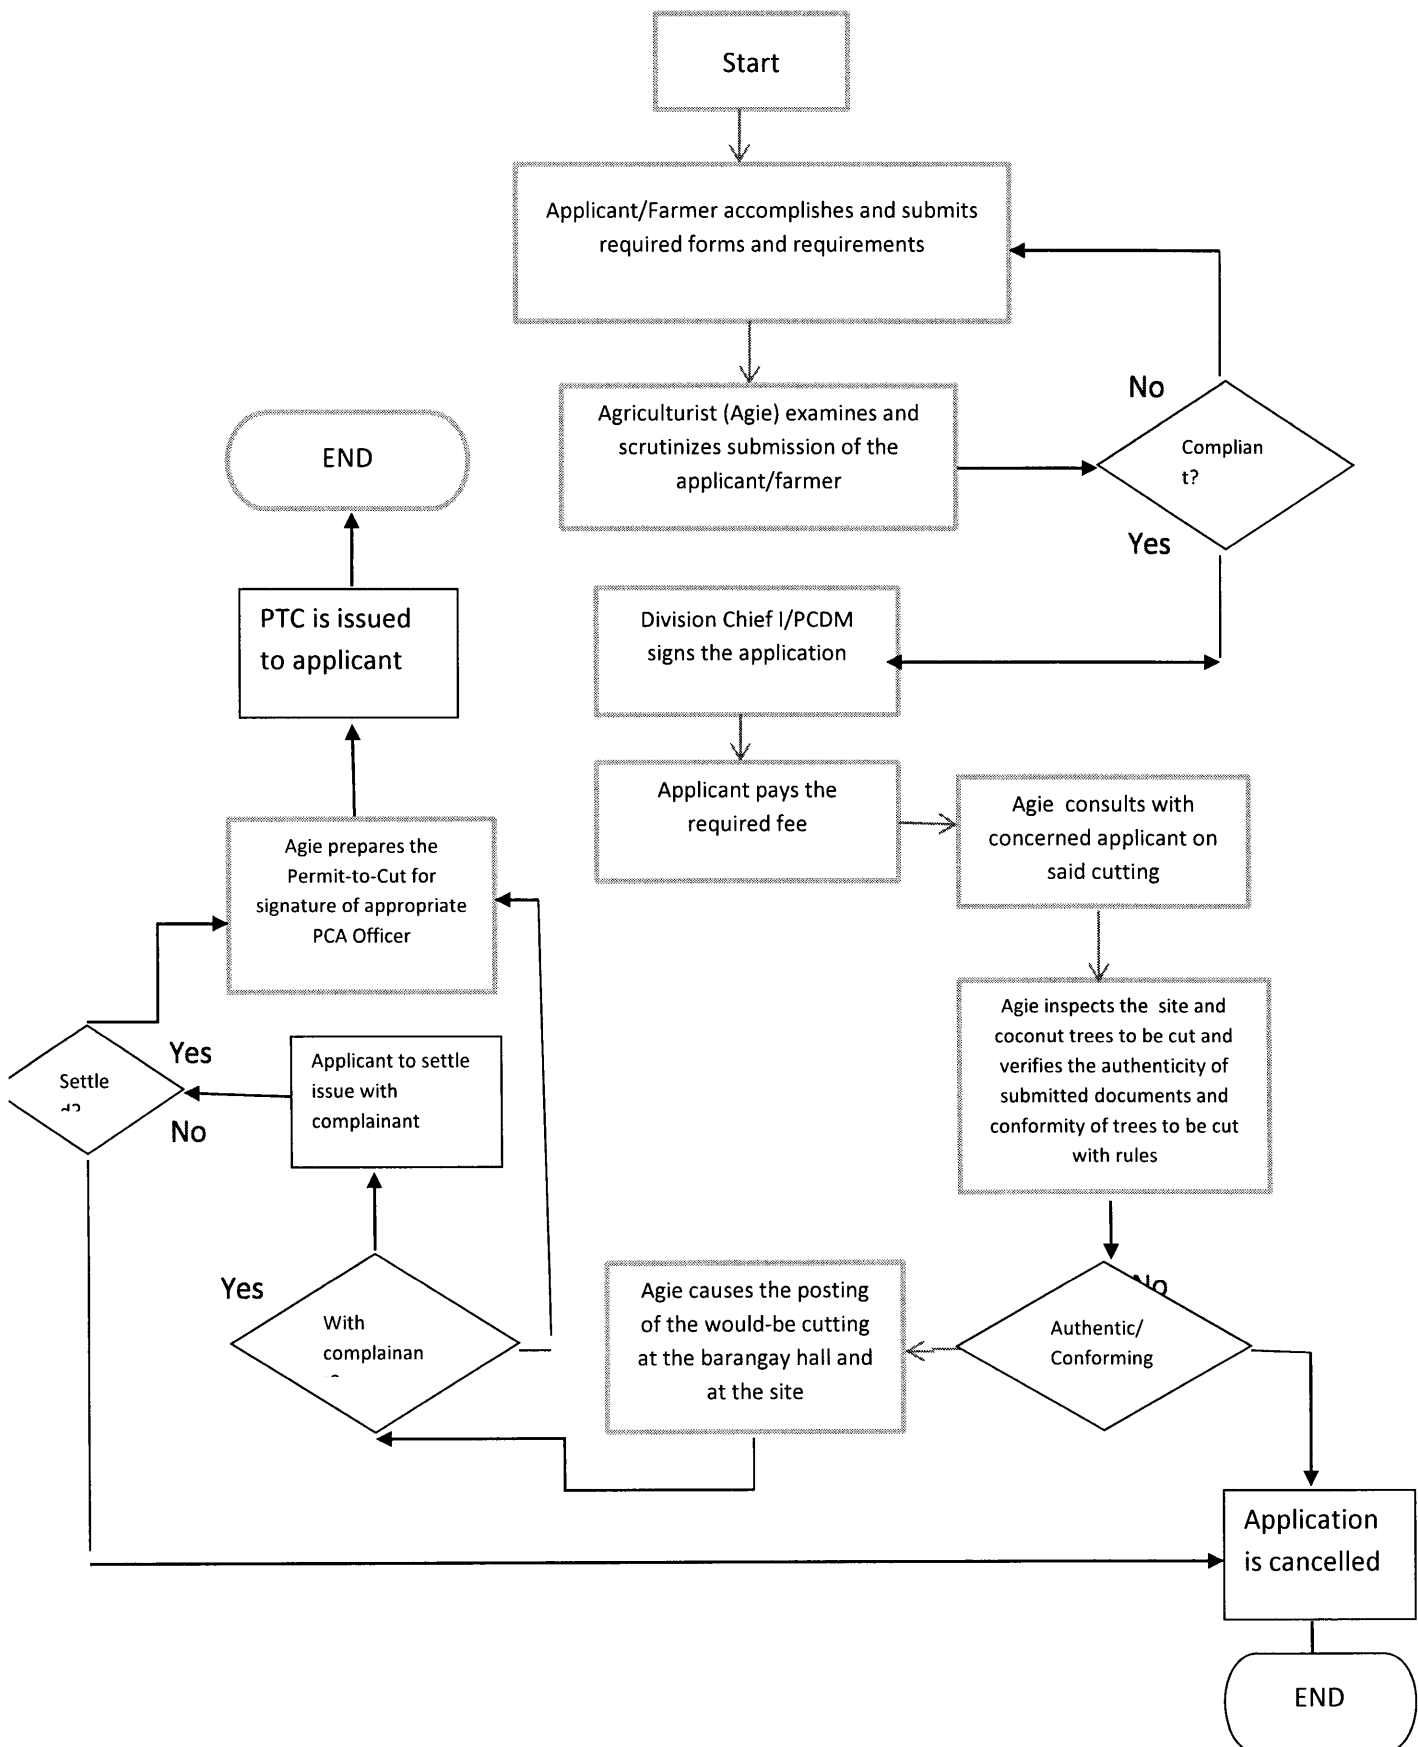 Start
Applicant/Farmer accomplishes and submits
required forms and requirements
No
Agriculturist (Agie) examines and
scrutinizes submission of the
applicant/farmer
Complian
t?
END
Yes
Division Chief I/PCDM
signs the application
PTC is issued
to applicant
Applicant pays the
required fee
Agie consults with
concerned applicant on
said cutting
Agie prepares the
Permit-to-Cut for
signature of appropriate
PCA Officer
Agie inspects the site and
coconut trees to be cut and
verifies the authenticity of
submitted documents and
conformity of trees to be cut
with rules
Yes
Settle
d?
No
Applicant to settle
issue with
complainant
Yes
With
complainan
Agie causes the posting
of the would-be cutting
at the barangay hall and
at the site
No
Authentic/
Conforming
Application
is cancelled
END